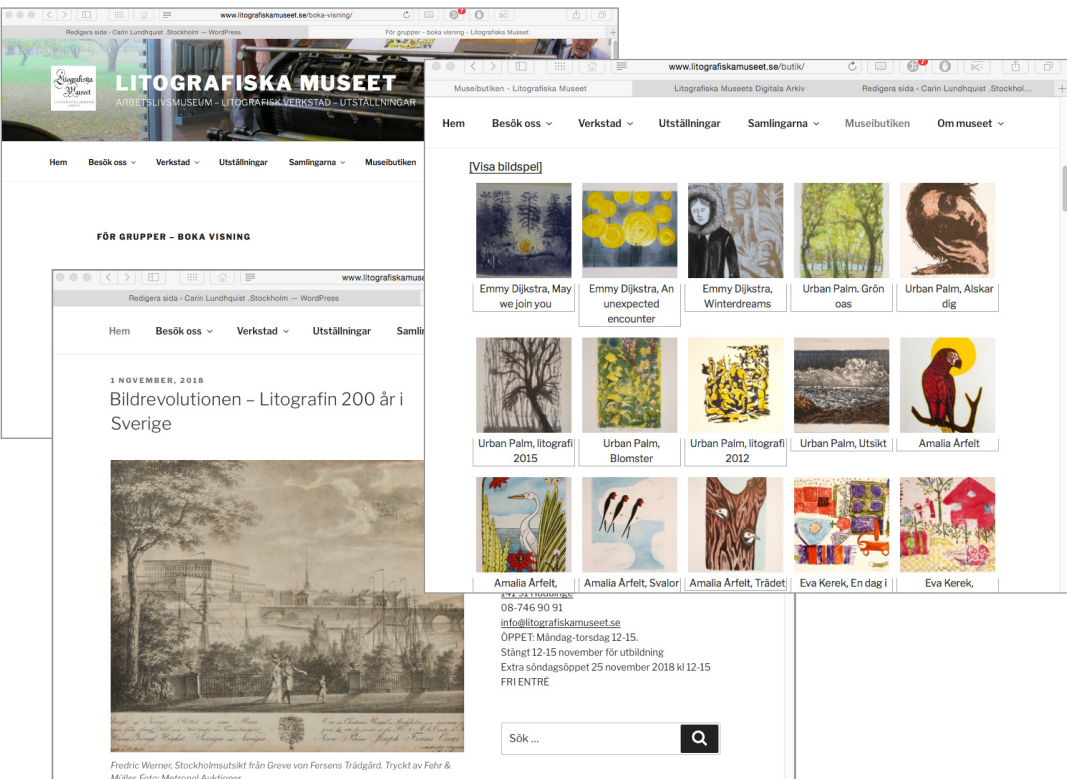 www.litografiskamuseet.se/boka-visning/
Redigera sida ‹ Carin Lundhquist .Stockholm — WordPress
För grupper - boka visning - Litografiska Museet
Litografiska
Museet
LITOGRAFISKA MUSEET
ARBETSLIVSMUSEUM – LITOGRAFISK VERKSTAD – UTSTÄLLNINGAR
Hem Besök oss Verkstad Utställningar Samlingarna Museibutiken
FÖR GRUPPER – BOKA VISNING
www.litografiskamuse
Redigera sida ‹ Carin Lundhquist .Stockholm — WordPress
Hem Besök oss Verkstad Utställningar Samlin
1 NOVEMBER, 2018
Bildrevolutionen – Litografin 200 år i
Sverige
Fredric Werner, Stockholmsutsikt från Greve von Fersens Trädgård. Tryckt av Fehr &
Müller. Foto: Metropol Auktioner
141 91 Huddinge
08-746 90 91
info@litografiskamuseet.se
ÖPPET: Måndag-torsdag 12-15.
Stängt 12-15 november för utbildning
Extra söndagsöppet 25 november 2018 kl 12-15
FRI ENTRÉ
Sök ...
www.litografiskamuseet.se/butik/
Museibutiken - Litografiska Museet
Litografiska Museets Digitala Arkiv
Redigera sida ‹ Carin Lundhquist .Stockhol...
Hem Besök oss Verkstad Utställningar Samlingarna Museibutiken Om museet
[Visa bildspel]
Emmy Dijkstra, May
we join you
Emmy Dijkstra, An
unexpected
encounter
Emmy Dijkstra,
Winterdreams
Urban Palm. Grön
oas
Urban Palm, Alskar
dig
Urban Palm, litografi
2015
Urban Palm,
Blomster
Urban Palm, litografi
2012
Urban Palm, Utsikt
Amalia Årfelt
Amalia Årfelt,
Amalia Årfelt, Svalor
Amalia Årfelt, Trädet
Eva Kerek, En dag i
Eva Kerek,